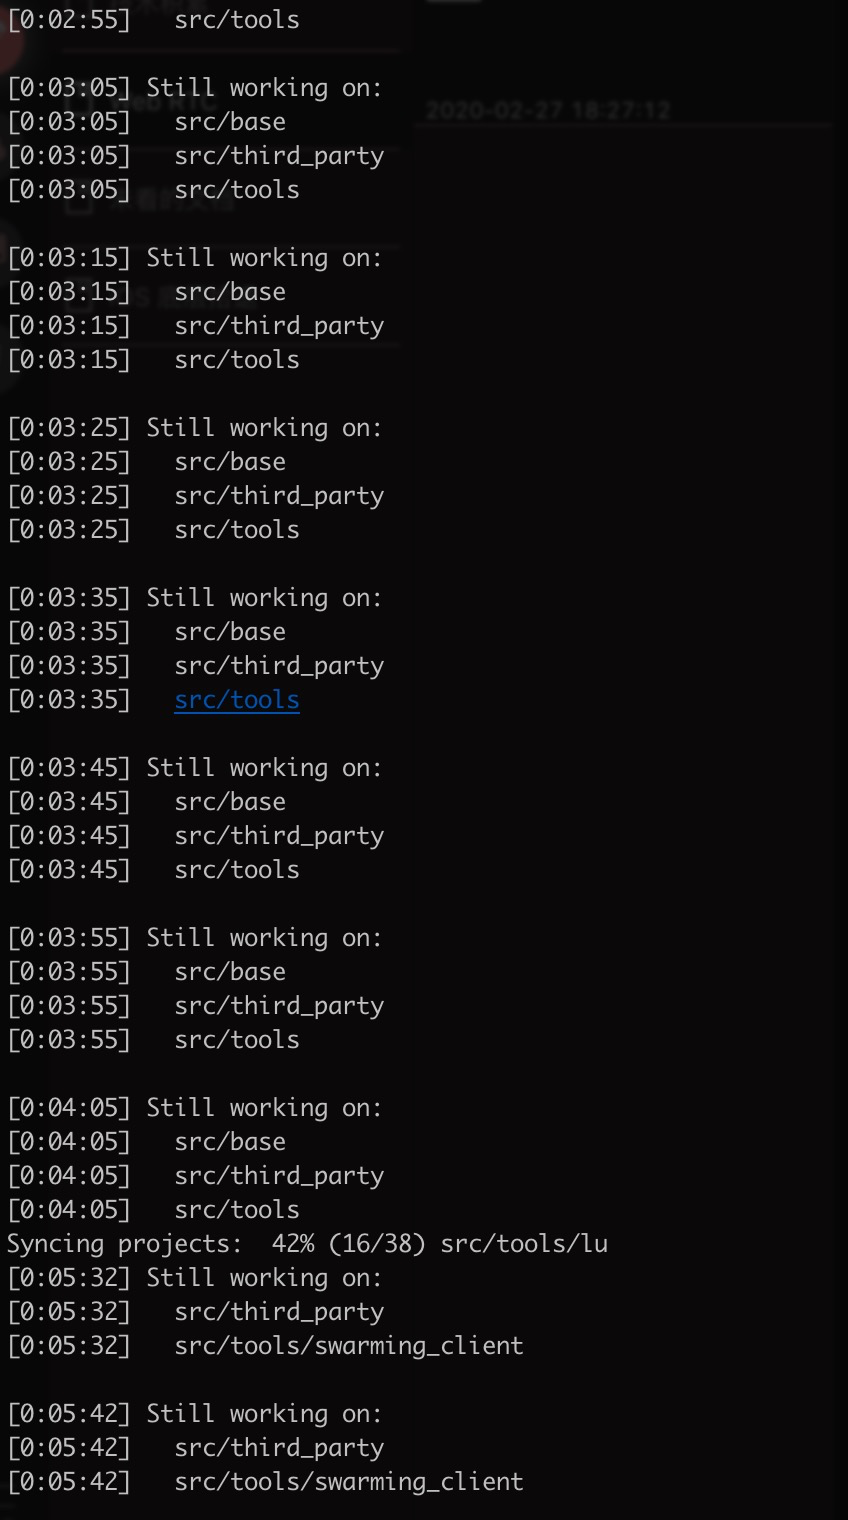 [0:02:55]   src/tools
[0:03:05] Still working on:
Web RTC
2020-02-27 18:27:12
[0:03:05]   src/base
[0:03:05]   src/third_party
[0:03:05]   src/tools
[0:03:15] Still working on:
[0:03:15]   src/base
[0:03:15]   src/third_party
[0:03:15]   src/tools
[0:03:25] Still working on:
[0:03:25]   src/base
[0:03:25]   src/third_party
[0:03:25]   src/tools
[0:03:35] Still working on:
[0:03:35]   src/base
[0:03:35]   src/third_party
[0:03:35]   src/tools
[0:03:45] Still working on:
[0:03:45]   src/base
[0:03:45]   src/third_party
[0:03:45]   src/tools
[0:03:55] Still working on:
[0:03:55]   src/base
[0:03:55]   src/third_party
[0:03:55]   src/tools
[0:04:05] Still working on:
[0:04:05]   src/base
[0:04:05]   src/third_party
[0:04:05]   src/tools
Syncing projects:  42% (16/38) src/tools/lu
[0:05:32] Still working on:
[0:05:32]   src/third_party
[0:05:32]   src/tools/swarming_client
[0:05:42] Still working on:
[0:05:42]   src/third_party
[0:05:42]   src/tools/swarming_client